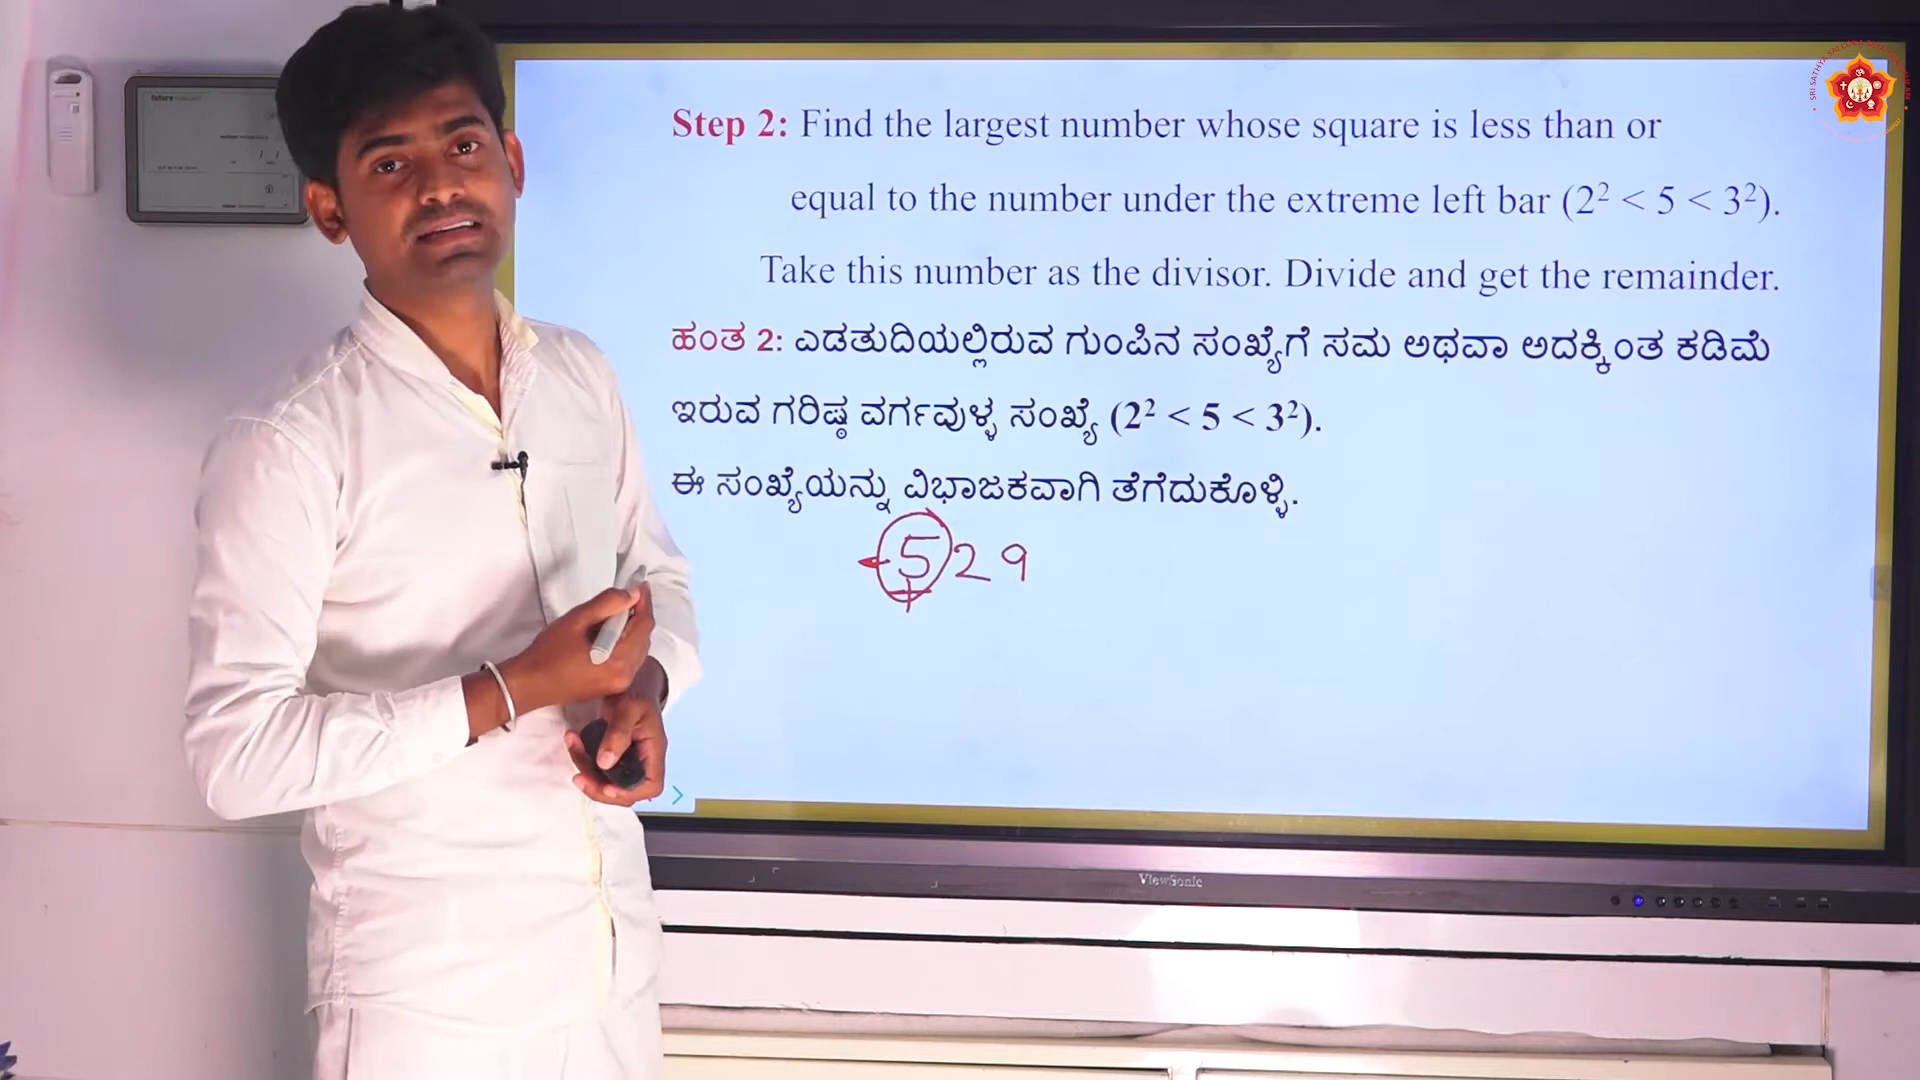 Step 2: Find the largest number whose square is less than or
equal to the number under the extreme left bar (2² < 5 < 3²).
Take this number as the divisor. Divide and get the remainder.
ಹಂತ 2: ಎಡತುದಿಯಲ್ಲಿರುವ ಗುಂಪಿನ ಸಂಖ್ಯೆಗೆ ಸಮ ಅಥವಾ ಅದಕ್ಕಿಂತ ಕಡಿಮೆ
ಇರುವ ಗರಿಷ್ಠ ವರ್ಗವುಳ್ಳ ಸಂಖ್ಯೆ (2² < 5 < 3²).
ಈ ಸಂಖ್ಯೆಯನ್ನು ವಿಭಾಜಕವಾಗಿ ತೆಗೆದುಕೊಳ್ಳಿ.
529
ViewSonic